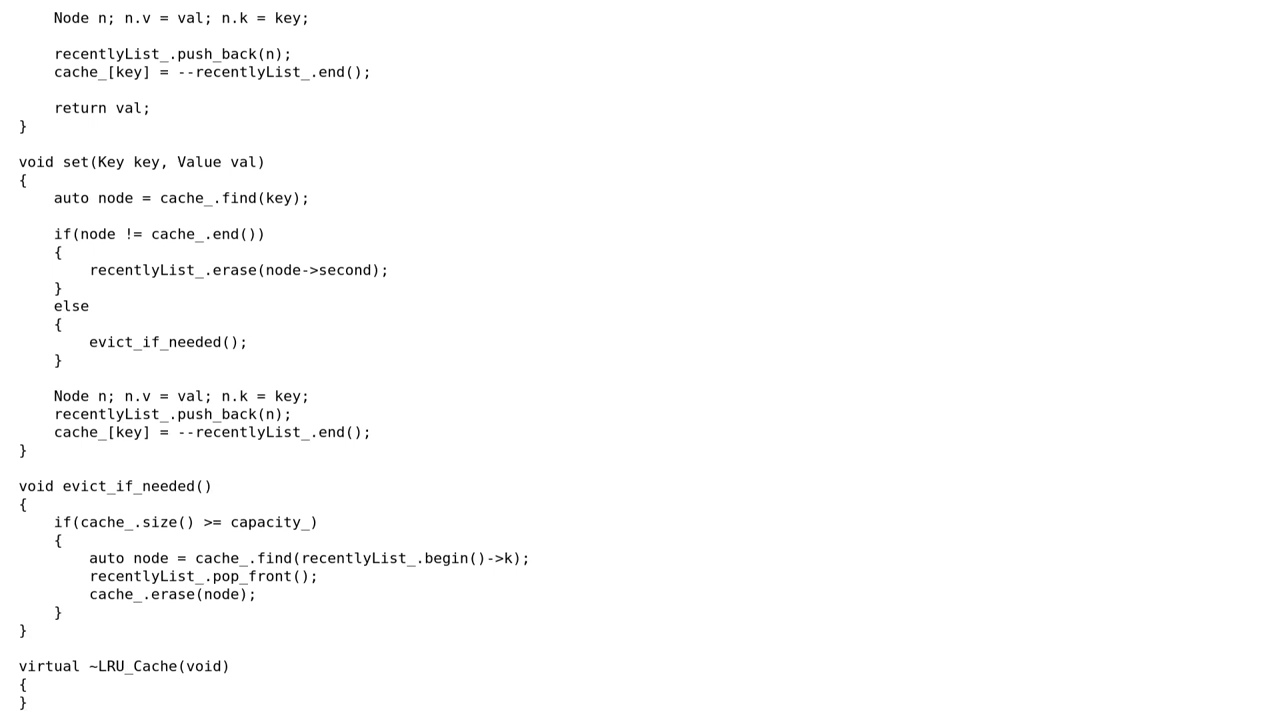 Node n; n.v = val; n.k = key;

    recentlyList_.push_back(n);
    cache_[key] = --recentlyList_.end();

    return val;
}

void set(Key key, Value val)
{
    auto node = cache_.find(key);

    if(node != cache_.end())
    {
        recentlyList_.erase(node->second);
    }
    else
    {
        evict_if_needed();
    }

    Node n; n.v = val; n.k = key;
    recentlyList_.push_back(n);
    cache_[key] = --recentlyList_.end();
}

void evict_if_needed()
{
    if(cache_.size() >= capacity_)
    {
        auto node = cache_.find(recentlyList_.begin()->k);
        recentlyList_.pop_front();
        cache_.erase(node);
    }
}

virtual ~LRU_Cache(void)
{
}